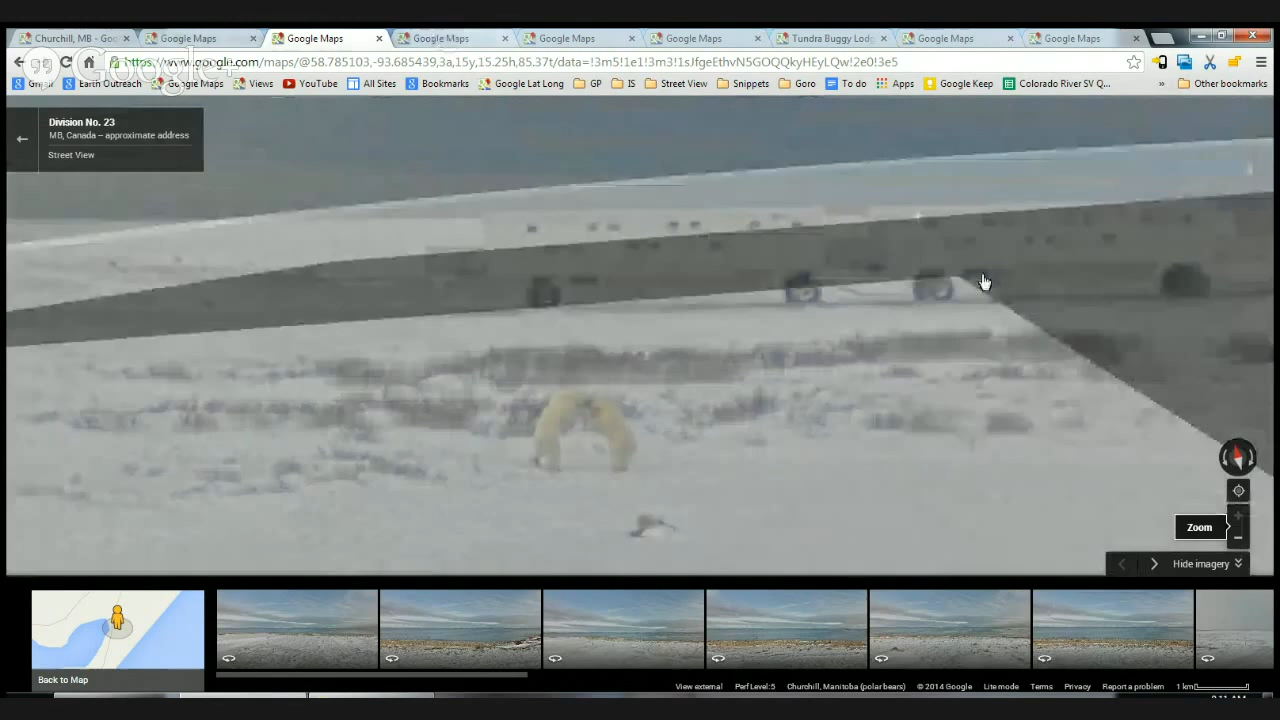 Churchill, MB - Goo
Google Maps
Google Maps
Google Maps
Google Maps
Google Maps
Tundra Buggy Lodg
Google Maps
Google Maps
Google+
https://www.google.com/maps/@58.785103,-93.685439,3a,15y,16.25h,85.37t/data=!3m5!1e1!3m3!1sJfgeEthvNNGOQQkyHEyLQw!2e0!3e5
Gmail
Earth Outreach
Google Maps
Views
YouTube
All Sites
Bookmarks
Google Lat Long
GP
IS
Street View
Snippets
Goro
To do
Apps
Google Keep
Colorado River SV Q...
»
Other bookmarks
Division No. 23
MB, Canada – approximate address
Street View
Zoom
Hide imagery
Back to Map
View external
Perf Level: 5
Churchill, Manitoba (polar bears)
© 2014 Google
Lite mode
Terms
Privacy
Report a problem
1 km